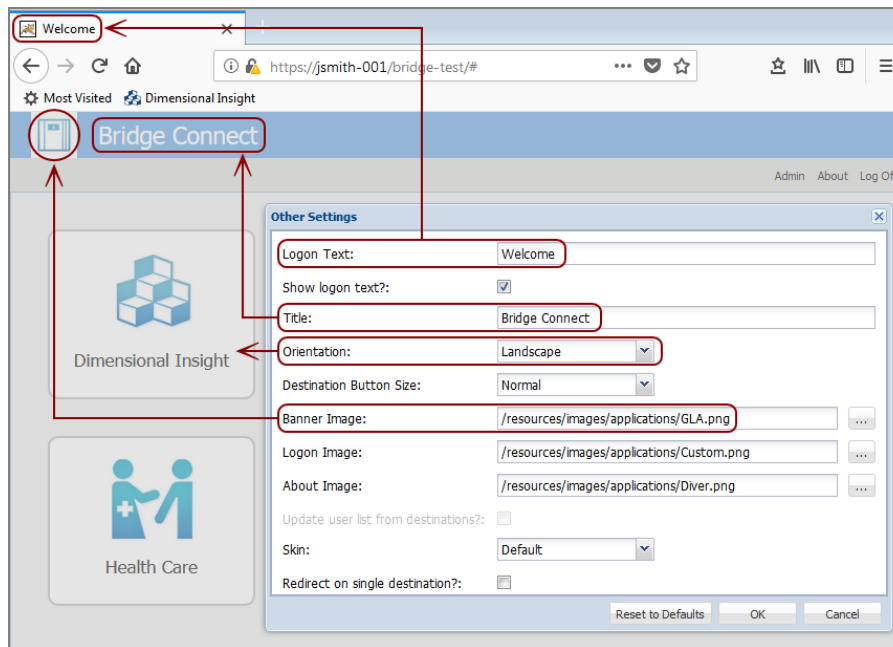 Welcome
https://jsmith-001/bridge-test/#
Most Visited Dimensional Insight
Bridge Connect
Admin About Log Of
Other Settings
Logon Text: Welcome
Show logon text?:
Title: Bridge Connect
Orientation: Landscape
Dimensional Insight
Destination Button Size: Normal
Banner Image: /resources/images/applications/GLA.png ...
Logon Image: /resources/images/applications/Custom.png ...
About Image: /resources/images/applications/Diver.png ...
Update user list from destinations?:
Skin: Default
Health Care
Redirect on single destination?:
Reset to Defaults OK Cancel